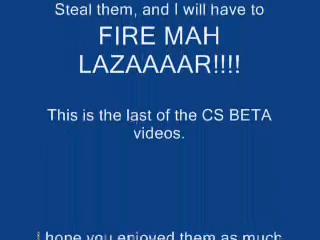 Steal them, and I will have to
FIRE MAH
LAZAAAAR!!!!
This is the last of the CS BETA
videos.
I hope you enjoyed them as much